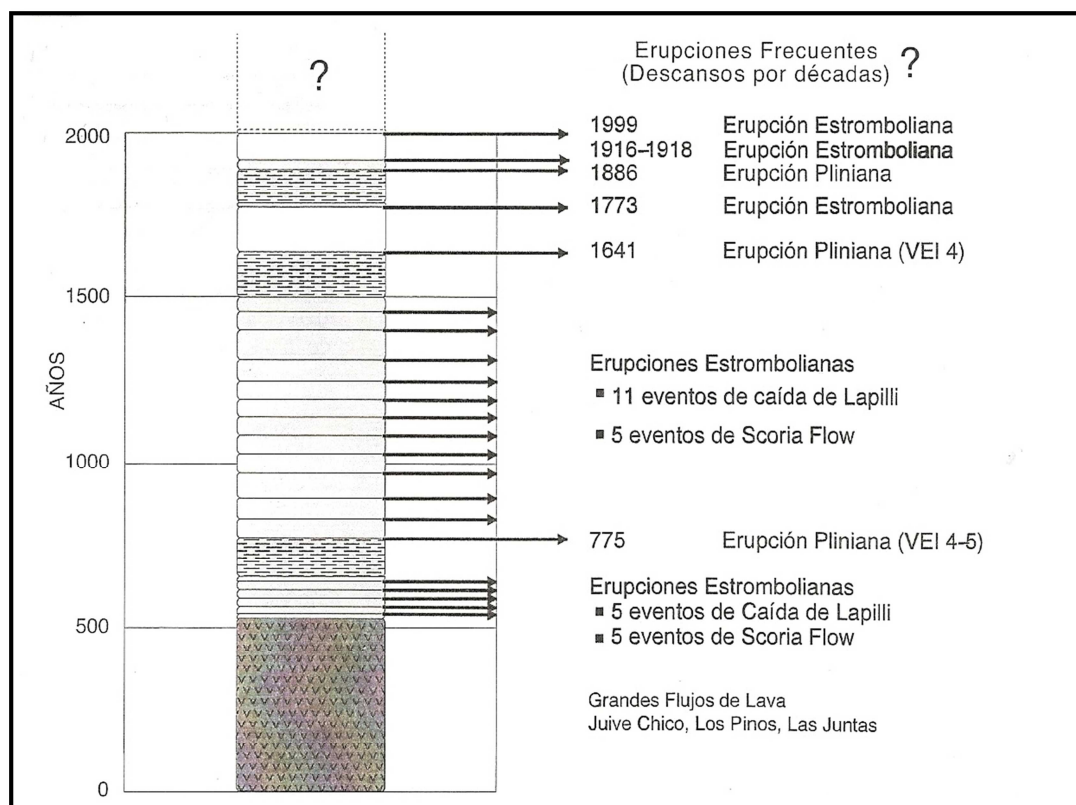 ?
Erupciones Frecuentes
(Descansos por décadas) ?
2000
1999 Erupción Estromboliana
1916–1918 Erupción Estromboliana
1886 Erupción Pliniana
1773 Erupción Estromboliana
1641 Erupción Pliniana (VEI 4)
1500
AÑOS
Erupciones Estrombolianas
▪ 11 eventos de caída de Lapilli
▪ 5 eventos de Scoria Flow
1000
775 Erupción Pliniana (VEI 4–5)
Erupciones Estrombolianas
▪ 5 eventos de Caída de Lapilli
▪ 5 eventos de Scoria Flow
500
Grandes Flujos de Lava
Juive Chico, Los Pinos, Las Juntas
0